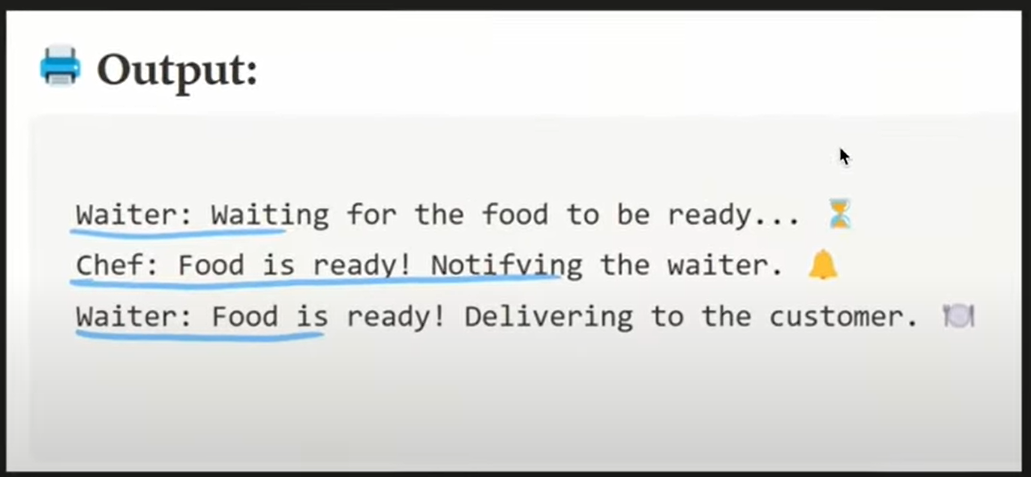 🖨️ Output:
Waiter: Waiting for the food to be ready... ⏳
Chef: Food is ready! Notifying the waiter. 🔔
Waiter: Food is ready! Delivering to the customer. 🍽️